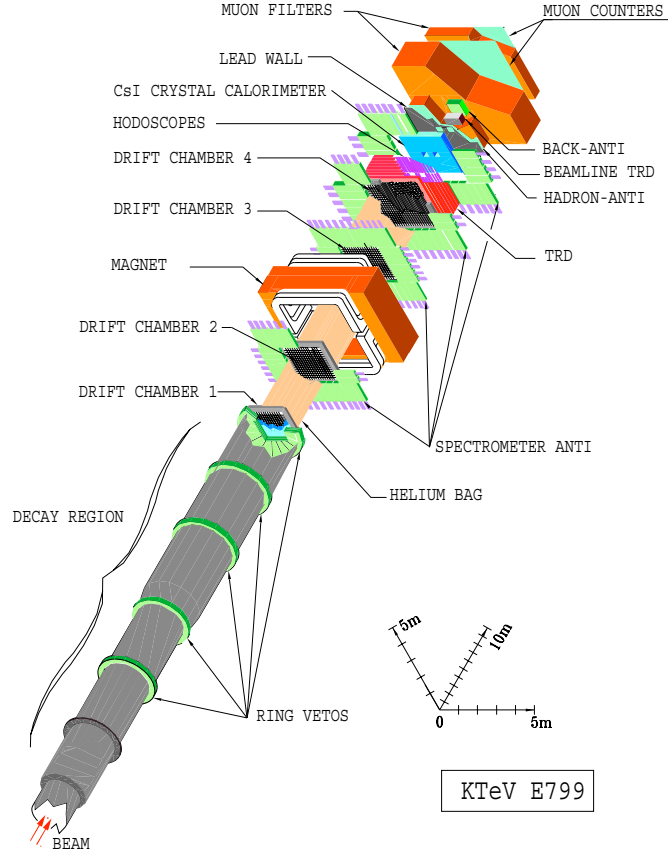 MUON FILTERS
MUON COUNTERS
LEAD WALL
CsI CRYSTAL CALORIMETER
HODOSCOPES
DRIFT CHAMBER 4
BACK-ANTI
BEAMLINE TRD
HADRON-ANTI
DRIFT CHAMBER 3
TRD
MAGNET
DRIFT CHAMBER 2
DRIFT CHAMBER 1
SPECTROMETER ANTI
HELIUM BAG
DECAY REGION
5m
10m
0
5m
RING VETOS
KTeV E799
BEAM